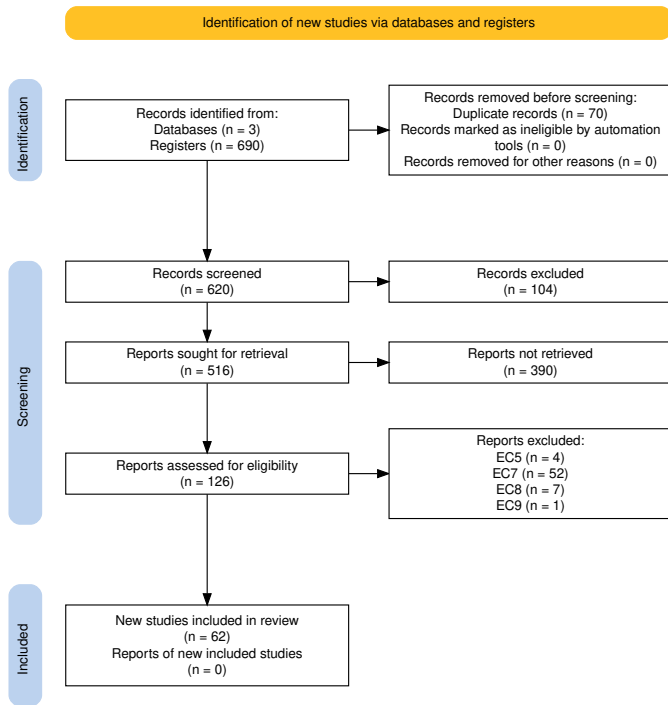 Identification of new studies via databases and registers
Identification
Records identified from:
Databases (n = 3)
Registers (n = 690)
Records removed before screening:
Duplicate records (n = 70)
Records marked as ineligible by automation
tools (n = 0)
Records removed for other reasons (n = 0)
Screening
Records screened
(n = 620)
Records excluded
(n = 104)
Reports sought for retrieval
(n = 516)
Reports not retrieved
(n = 390)
Reports assessed for eligibility
(n = 126)
Reports excluded:
EC5 (n = 4)
EC7 (n = 52)
EC8 (n = 7)
EC9 (n = 1)
Included
New studies included in review
(n = 62)
Reports of new included studies
(n = 0)